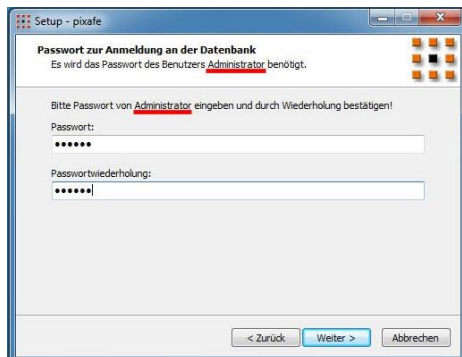 Setup - pixafe
Passwort zur Anmeldung an der Datenbank
Es wird das Passwort des Benutzers Administrator benötigt.
Bitte Passwort von Administrator eingeben und durch Wiederholung bestätigen!
Passwort:
••••••
Passwortwiederholung:
••••••
< Zurück Weiter > Abbrechen